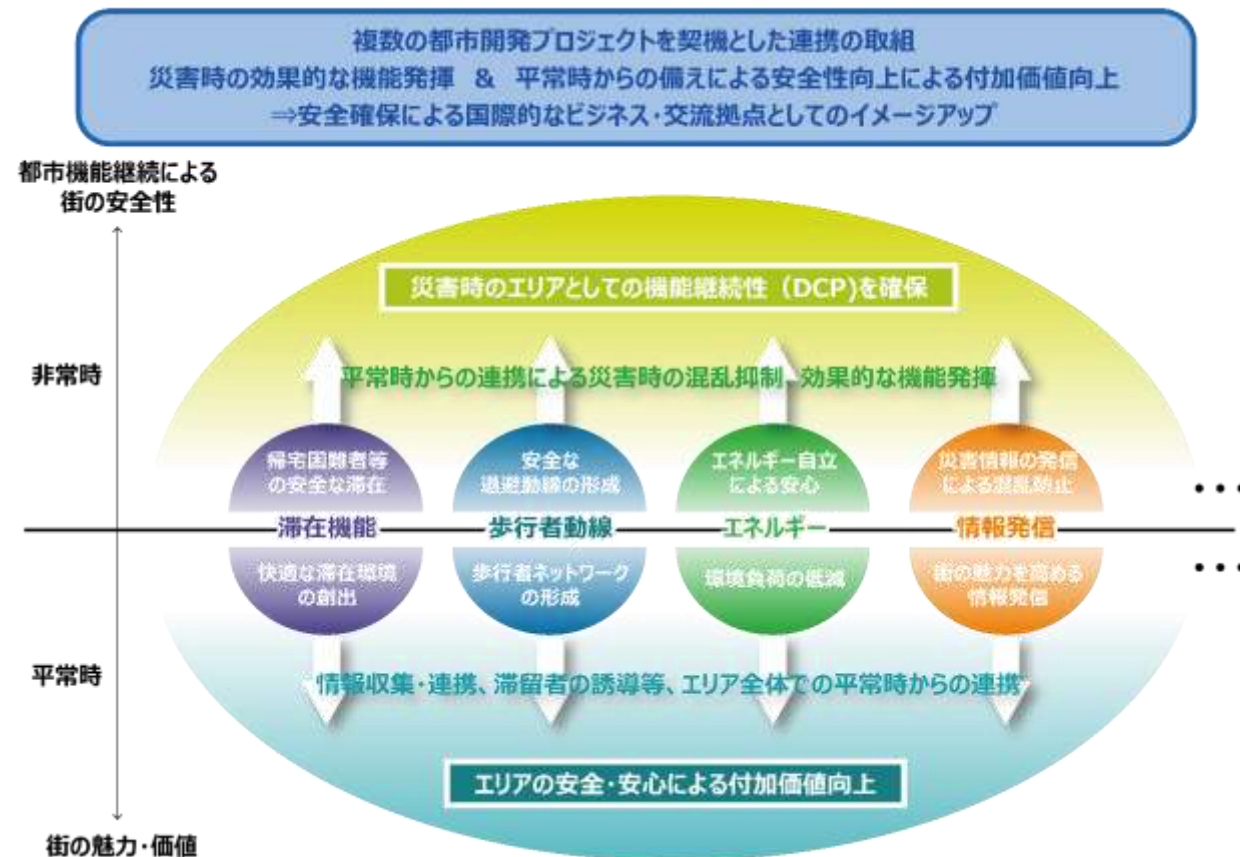 複数の都市開発プロジェクトを契機とした連携の取組
災害時の効果的な機能発揮 & 平常時からの備えによる安全性向上による付加価値向上
⇒安全確保による国際的なビジネス・交流拠点としてのイメージアップ
都市機能継続による
街の安全性
災害時のエリアとしての機能継続性（DCP)を確保
非常時
平常時からの連携による災害時の混乱抑制、効果的な機能発揮
帰宅困難者等
の安全な滞在
安全な
退避動線の形成
エネルギー自立
による安心
災害情報の発信
による混乱防止
・・・
滞在機能
歩行者動線
エネルギー
情報発信
快適な滞在環境
の創出
歩行者ネットワーク
の形成
環境負荷の低減
街の魅力を高める
情報発信
・・・
平常時
情報収集・連携、滞留者の誘導等、エリア全体での平常時からの連携
エリアの安全・安心による付加価値向上
街の魅力・価値